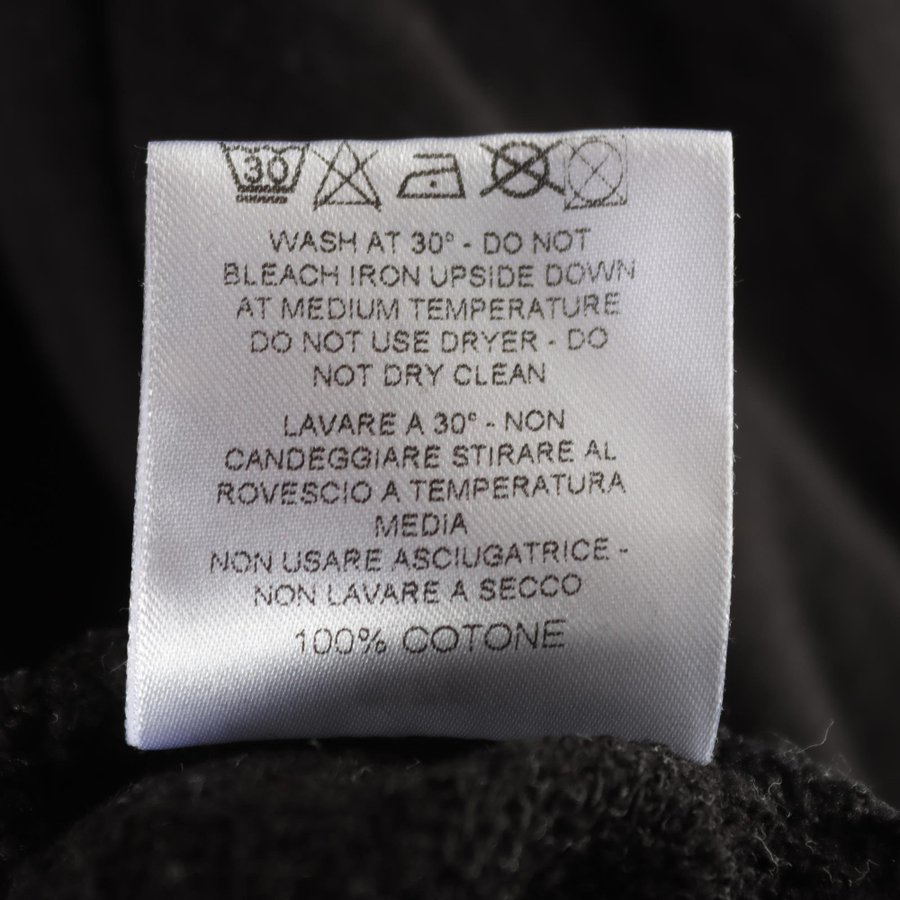 30
WASH AT 30° - DO NOT
BLEACH IRON UPSIDE DOWN
AT MEDIUM TEMPERATURE
DO NOT USE DRYER - DO
NOT DRY CLEAN
LAVARE A 30° - NON
CANDEGGIARE STIRARE AL
ROVESCIO A TEMPERATURA
MEDIA
NON USARE ASCIUGATRICE -
NON LAVARE A SECCO
100% COTONE